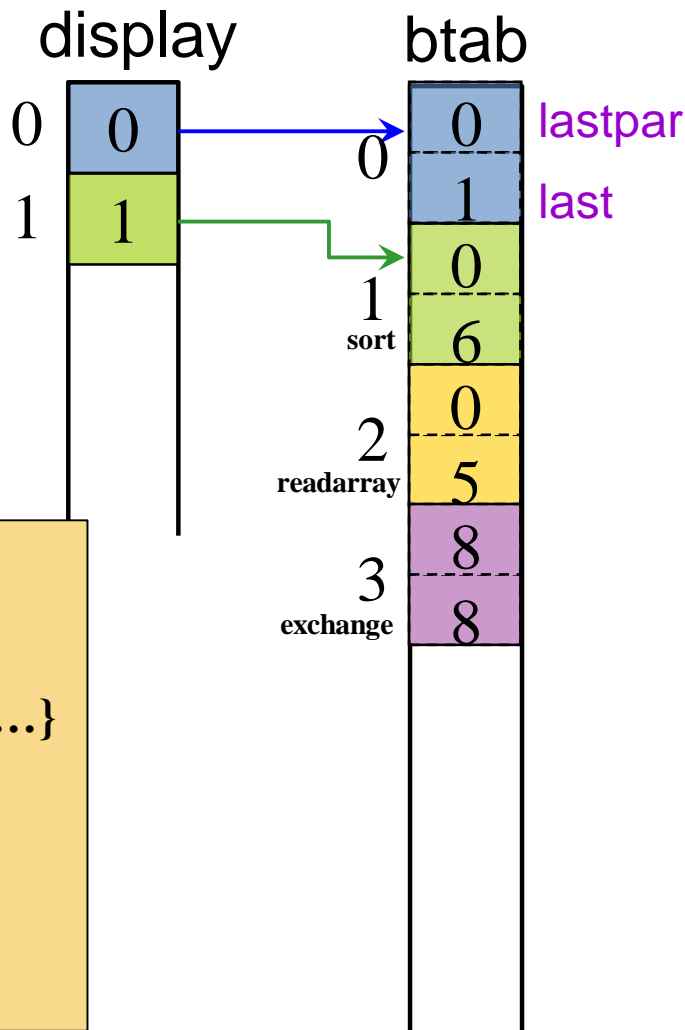 display btab
0 0 0 0 lastpar
1 last
1 1 1 0
sort 6
2 0
readarray 5
3 8
exchange 8
…}